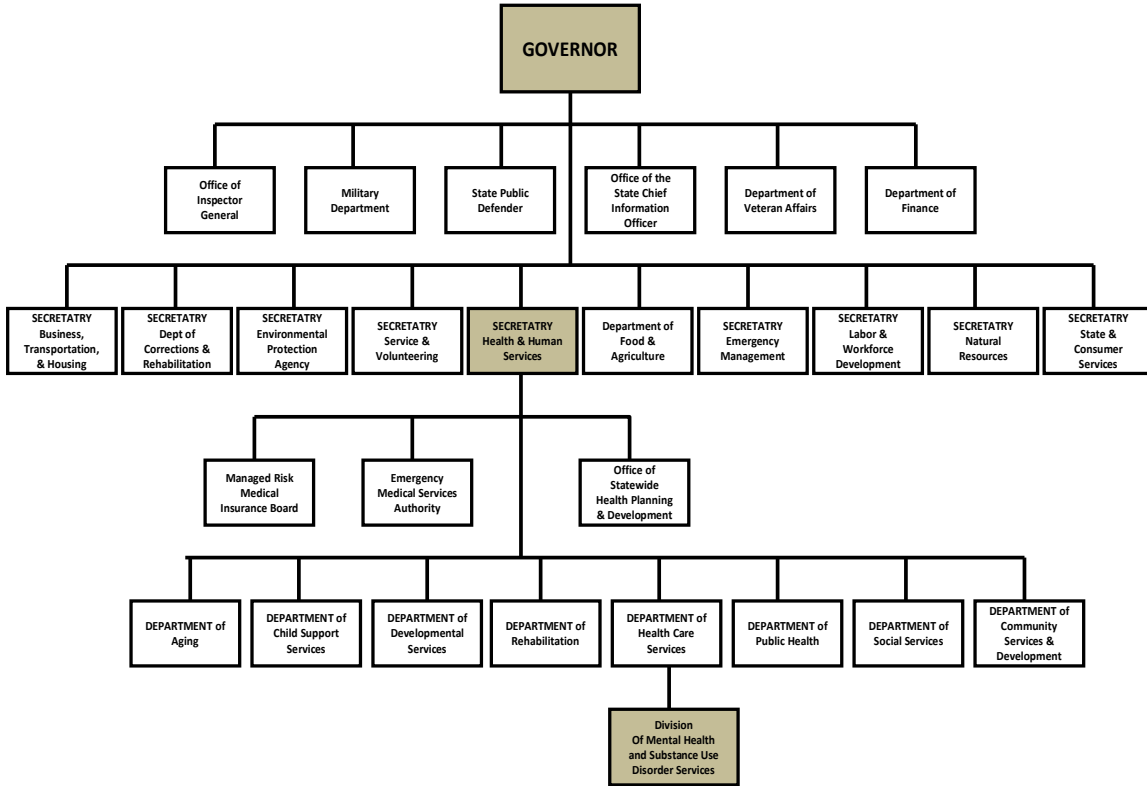 GOVERNOR
Office of
Inspector
General
Military
Department
State Public
Defender
Office of the
State Chief
Information
Officer
Department of
Veteran Affairs
Department of
Finance
SECRETATRY
Business,
Transportation,
& Housing
SECRETATRY
Dept of
Corrections &
Rehabilitation
SECRETATRY
Environmental
Protection
Agency
SECRETATRY
Service &
Volunteering
SECRETATRY
Health & Human
Services
Department of
Food &
Agriculture
SECRETATRY
Emergency
Management
SECRETATRY
Labor &
Workforce
Development
SECRETATRY
Natural
Resources
SECRETATRY
State &
Consumer
Services
Managed Risk
Medical
Insurance Board
Emergency
Medical Services
Authority
Office of
Statewide
Health Planning
& Development
DEPARTMENT of
Aging
DEPARTMENT of
Child Support
Services
DEPARTMENT of
Developmental
Services
DEPARTMENT of
Rehabilitation
DEPARTMENT of
Health Care
Services
DEPARTMENT of
Public Health
DEPARTMENT of
Social Services
DEPARTMENT of
Community
Services &
Development
Division
Of Mental Health
and Substance Use
Disorder Services